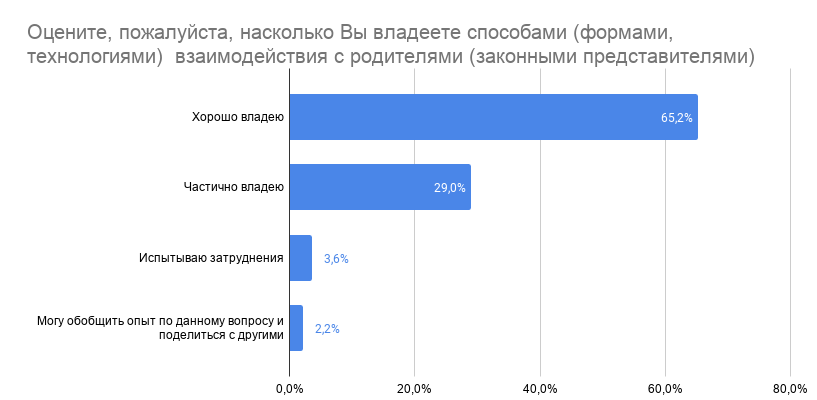 Оцените, пожалуйста, насколько Вы владеете способами (формами,
технологиями)  взаимодействия с родителями (законными представителями)
Хорошо владею
65,2%
Частично владею
29,0%
Испытываю затруднения
3,6%
Могу обобщить опыт по данному вопросу и
поделиться с другими
2,2%
0,0%
20,0%
40,0%
60,0%
80,0%